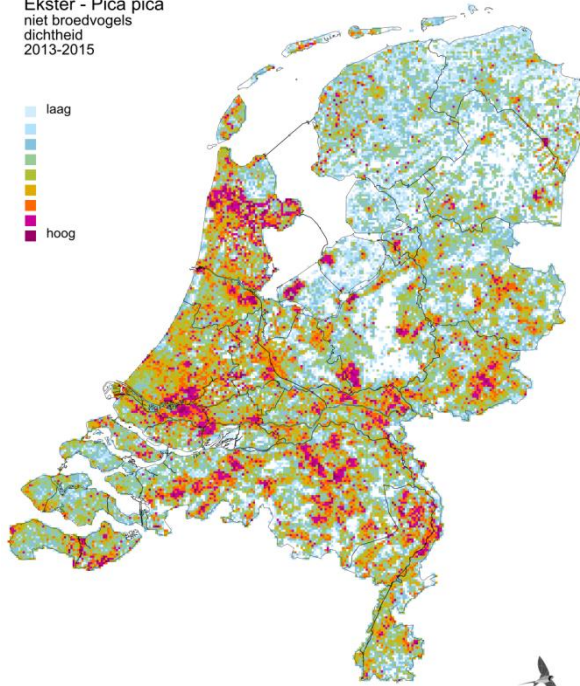 Ekster - Pica pica
niet broedvogels
dichtheid
2013-2015
laag
hoog